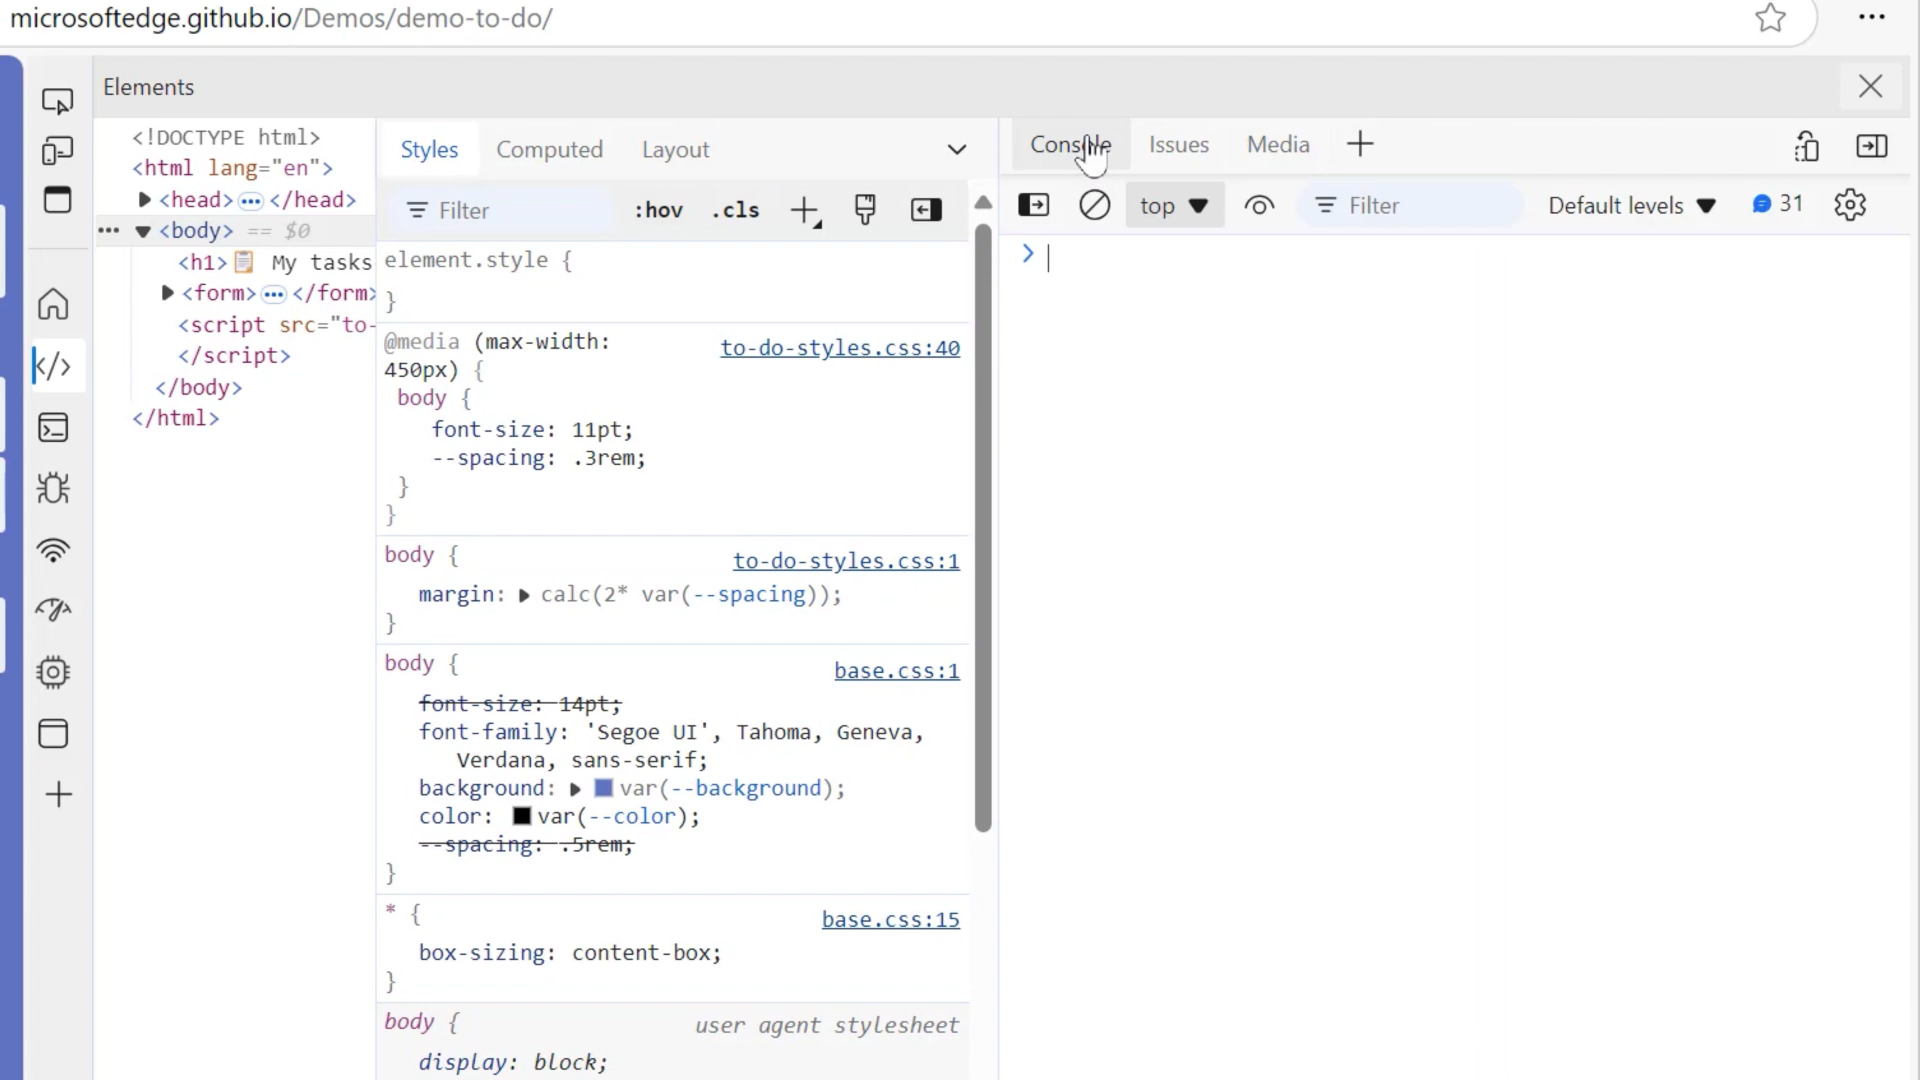 microsoftedge.github.io/Demos/demo-to-do/
Elements
<!DOCTYPE html>
<html lang="en">
<head> ••• </head>
••• <body> == $0
<h1>📋 My tasks
<form> ••• </form>
<script src="to-
</script>
</body>
</html>
Styles Computed Layout
Filter :hov .cls
element.style {
}
@media (max-width: to-do-styles.css:40
450px) {
body {
font-size: 11pt;
--spacing: .3rem;
}
}
body { to-do-styles.css:1
margin: calc(2* var(--spacing));
}
body { base.css:1
font-size: 14pt;
font-family: 'Segoe UI', Tahoma, Geneva,
Verdana, sans-serif;
background: var(--background);
color: var(--color);
--spacing: .5rem;
}
* { base.css:15
box-sizing: content-box;
}
body { user agent stylesheet
display: block;
Console Issues Media
top Filter Default levels 31
>